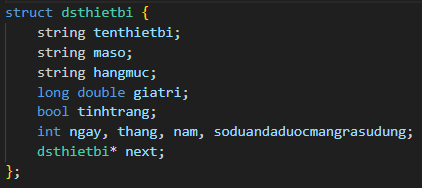 struct dsthietbi {
    string tenthietbi;
    string maso;
    string hangmuc;
    long double giatri;
    bool tinhtrang;
    int ngay, thang, nam, soduandaduocmangrasudung;
    dsthietbi* next;
};